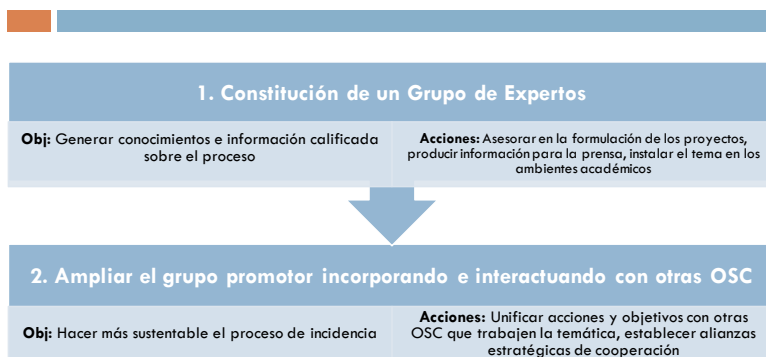 1. Constitución de un Grupo de Expertos
Obj: Generar conocimientos e información calificada
sobre el proceso
Acciones: Asesorar en la formulación de los proyectos,
producir información para la prensa, instalar el tema en los
ambientes académicos
2. Ampliar el grupo promotor incorporando e interactuando con otras OSC
Obj: Hacer más sustentable el proceso de incidencia
Acciones: Unificar acciones y objetivos con otras
OSC que trabajen la temática, establecer alianzas
estratégicas de cooperación